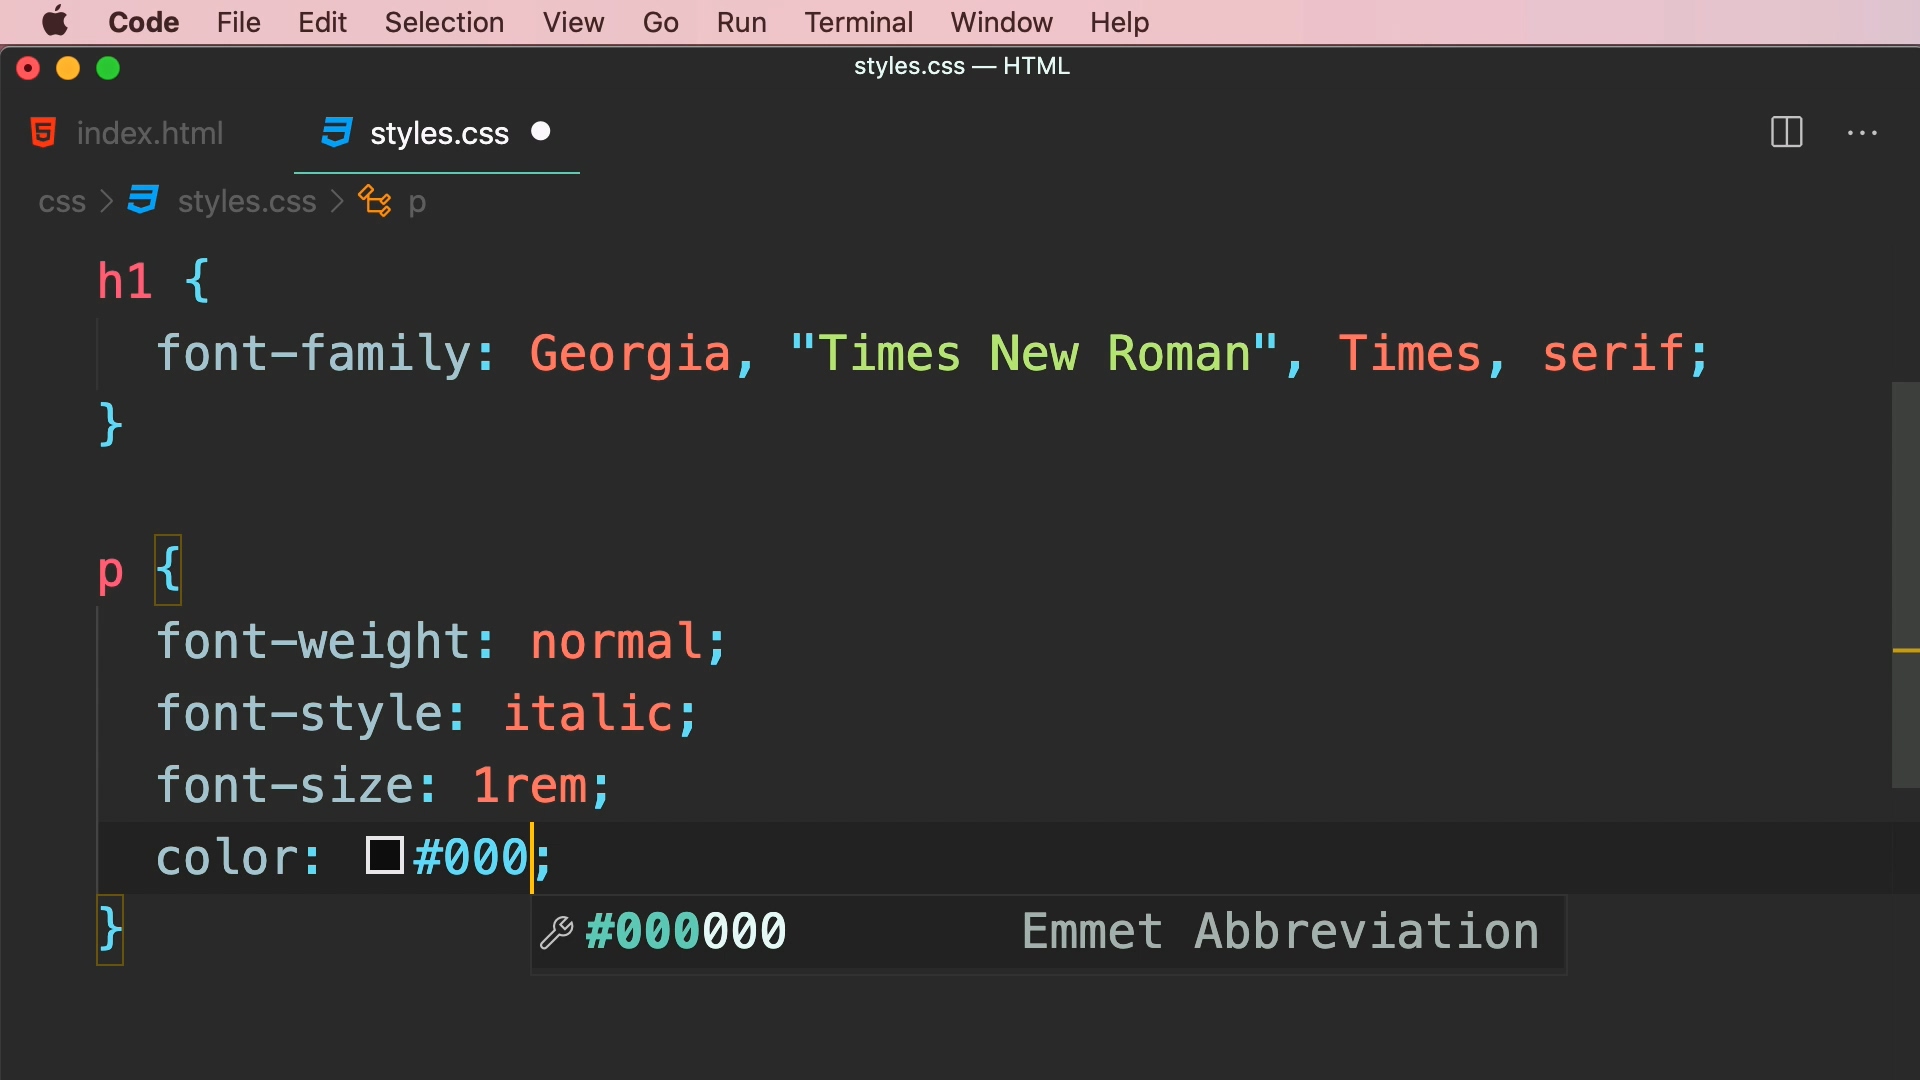 Code File Edit Selection View Go Run Terminal Window Help
styles.css — HTML
index.html styles.css
css > styles.css > p
h1 {
font-family: Georgia, "Times New Roman", Times, serif;
}
p {
font-weight: normal;
font-style: italic;
font-size: 1rem;
color: #000;
#000000 Emmet Abbreviation
}